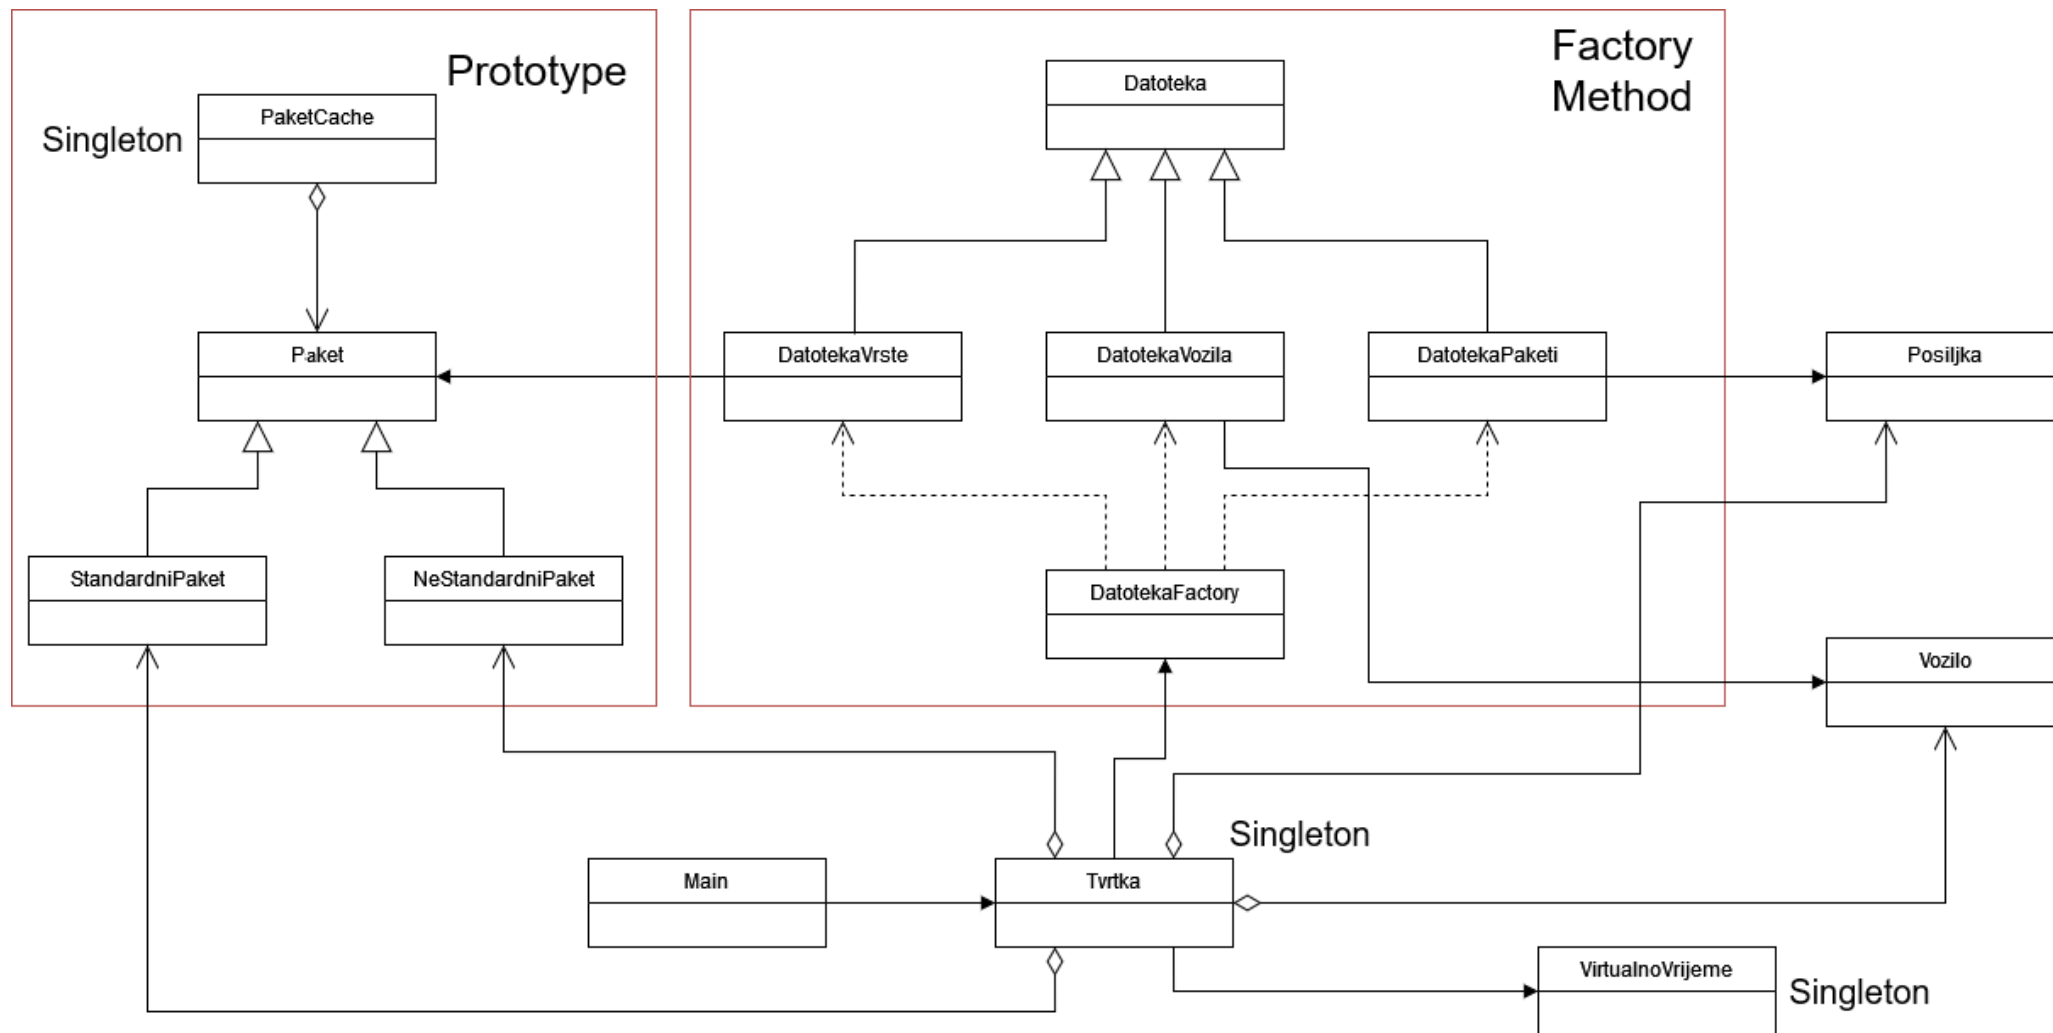 Prototype
Factory
Method
Datoteka
PaketCache
Singleton
Paket
DatotekaVrste
DatotekaVozila
DatotekaPaketi
Posiljka
StandardniPaket
NeStandardniPaket
DatotekaFactory
Vozilo
Singleton
Main
Tvrtka
VirtualnoVrijeme
Singleton